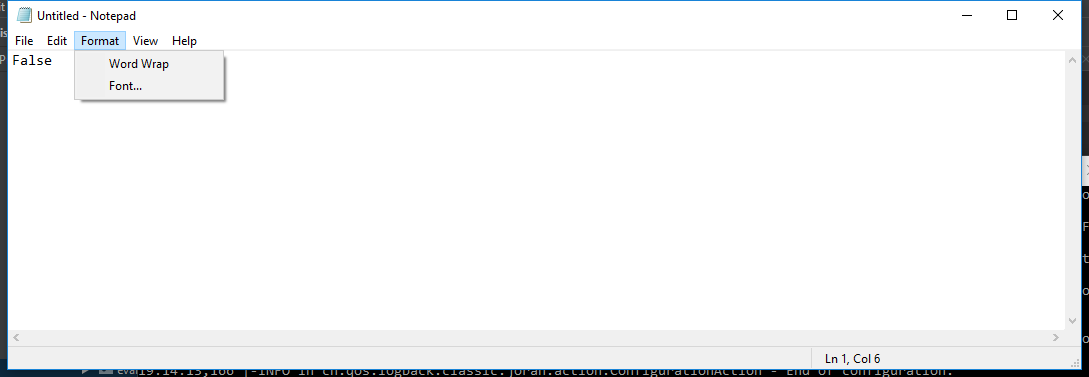 Untitled - Notepad
File Edit Format View Help
False
Word Wrap
Font...
Ln 1, Col 6
19:14:13,166 |-INFO in ch.qos.logback.classic.joran.action.ConfigurationAction - End of configuration.